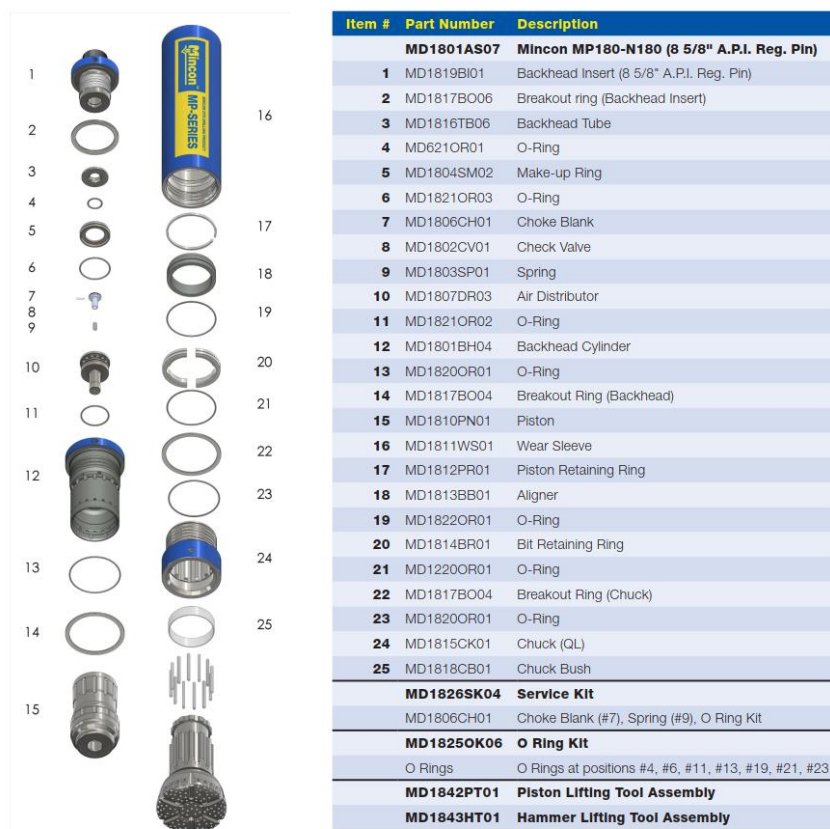 1
2
3
4
5
6
7
8
9
10
11
12
13
14
15
Mincon
MP-SERIES
16
17
18
19
20
21
22
23
24
25
Item # Part Number Description
MD1801AS07 Mincon MP180-N180 (8 5/8" A.P.I. Reg. Pin)
1 MD1819BI01 Backhead Insert (8 5/8" A.P.I. Reg. Pin)
2 MD1817BO06 Breakout ring (Backhead Insert)
3 MD1816TB06 Backhead Tube
4 MD621OR01 O-Ring
5 MD1804SM02 Make-up Ring
6 MD1821OR03 O-Ring
7 MD1806CH01 Choke Blank
8 MD1802CV01 Check Valve
9 MD1803SP01 Spring
10 MD1807DR03 Air Distributor
11 MD1821OR02 O-Ring
12 MD1801BH04 Backhead Cylinder
13 MD1820OR01 O-Ring
14 MD1817BO04 Breakout Ring (Backhead)
15 MD1810PN01 Piston
16 MD1811WS01 Wear Sleeve
17 MD1812PR01 Piston Retaining Ring
18 MD1813BB01 Aligner
19 MD1822OR01 O-Ring
20 MD1814BR01 Bit Retaining Ring
21 MD1220OR01 O-Ring
22 MD1817BO04 Breakout Ring (Chuck)
23 MD1820OR01 O-Ring
24 MD1815CK01 Chuck (QL)
25 MD1818CB01 Chuck Bush
MD1826SK04 Service Kit
MD1806CH01 Choke Blank (#7), Spring (#9), O Ring Kit
MD1825OK06 O Ring Kit
O Rings O Rings at positions #4, #6, #11, #13, #19, #21, #23
MD1842PT01 Piston Lifting Tool Assembly
MD1843HT01 Hammer Lifting Tool Assembly